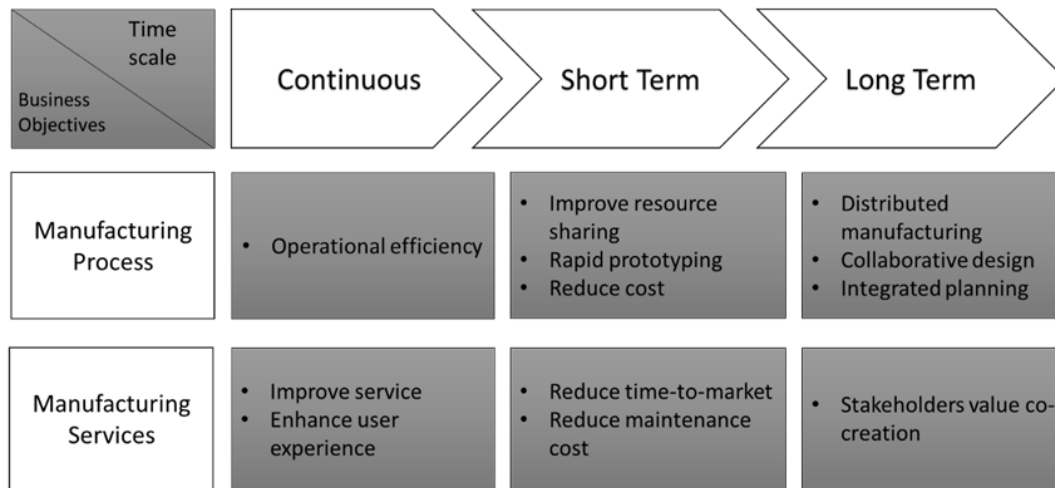 Time
scale
Business
Objectives
Continuous
Short Term
Long Term
Manufacturing
Process
• Operational efficiency
• Improve resource
sharing
• Rapid prototyping
• Reduce cost
• Distributed
manufacturing
• Collaborative design
• Integrated planning
Manufacturing
Services
• Improve service
• Enhance user
experience
• Reduce time-to-market
• Reduce maintenance
cost
• Stakeholders value co-
creation